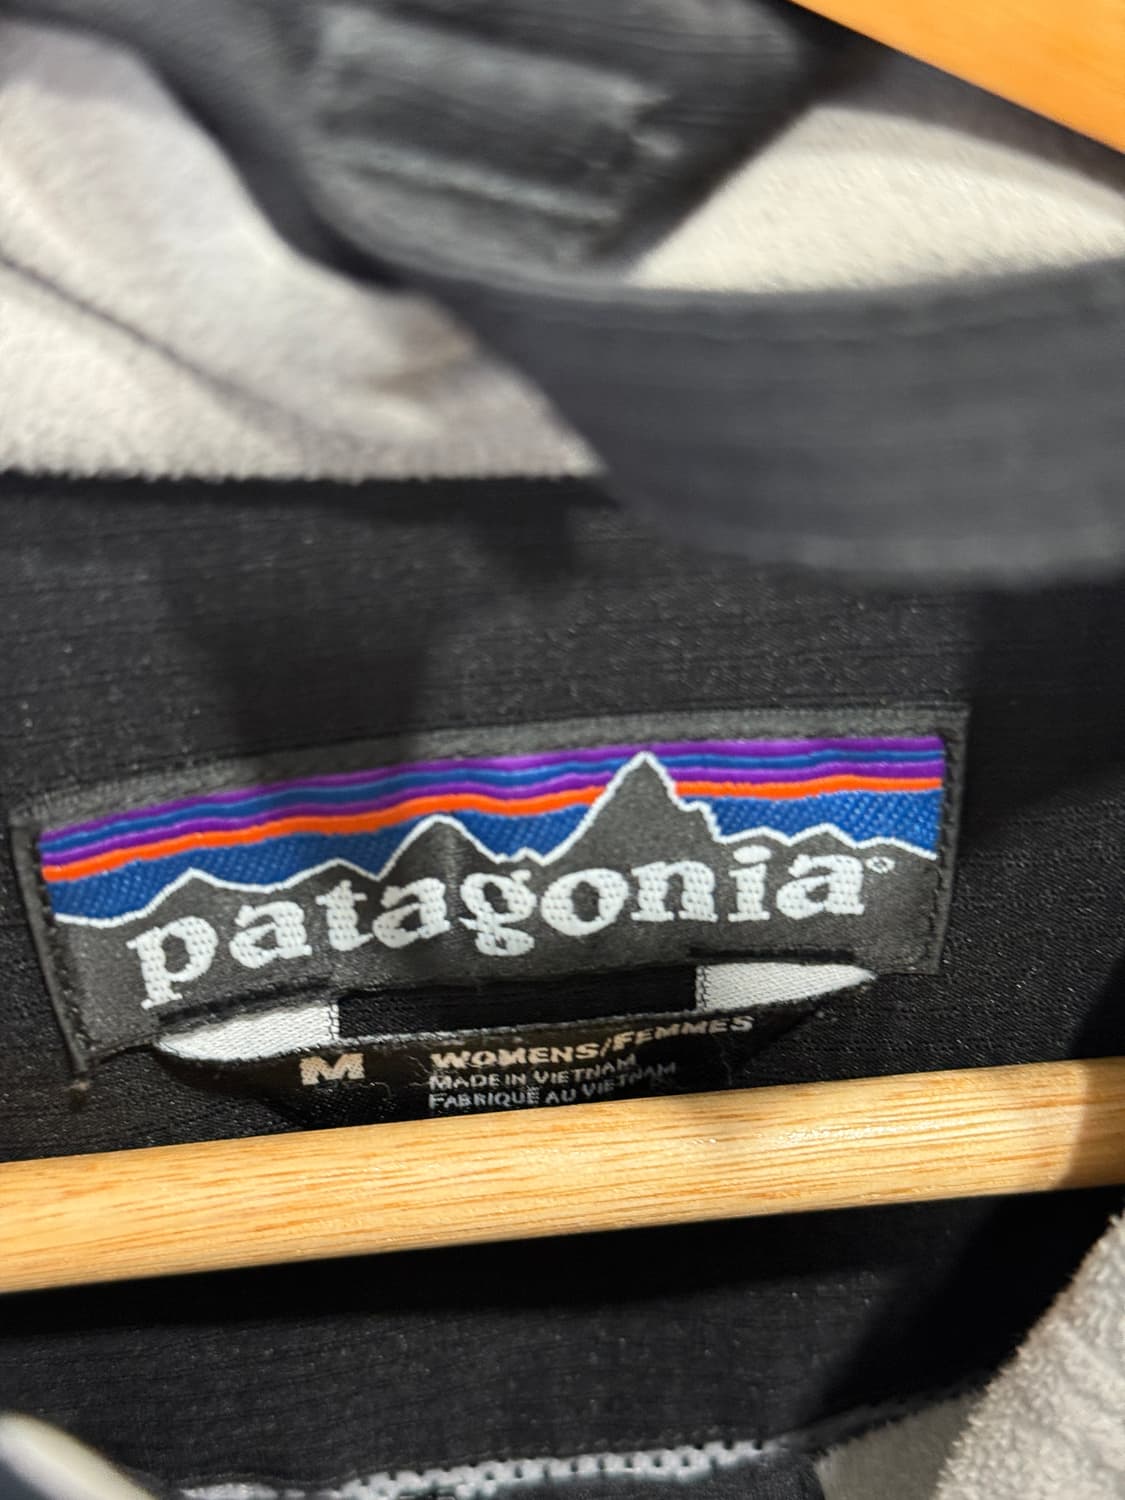 patagonia®
M
WOMENS/FEMMES
MADE IN VIETNAM
FABRIQUE AU VIETNAM